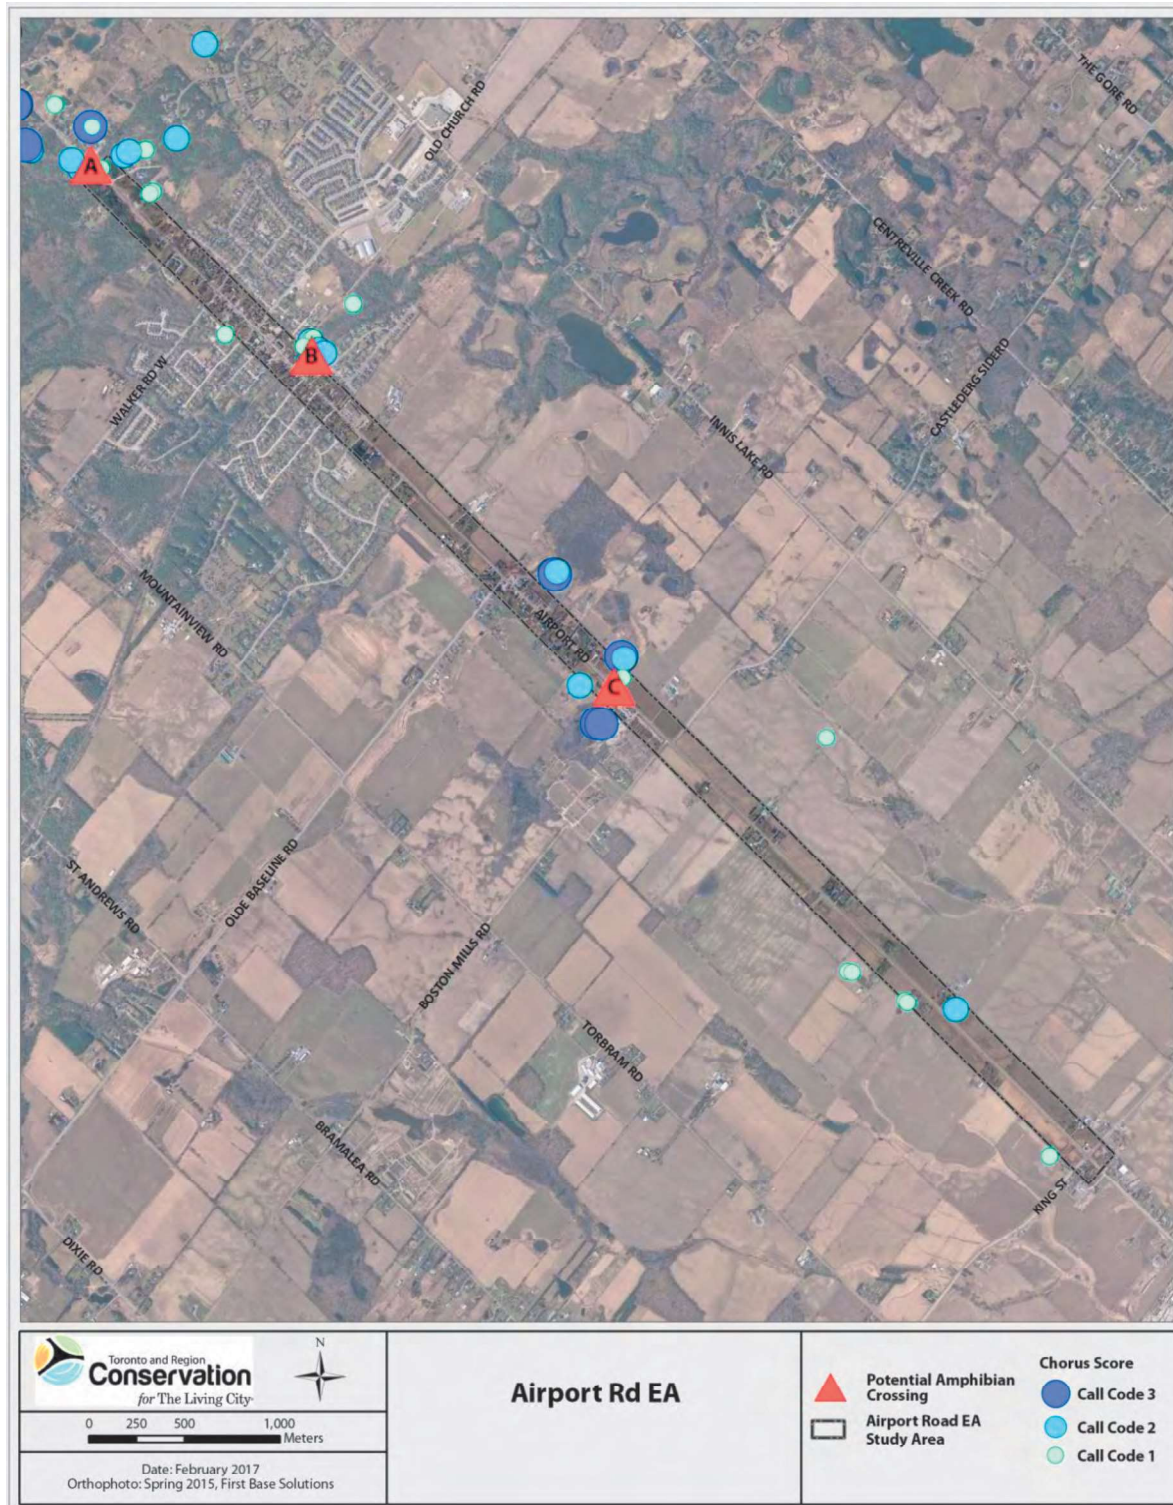 THE GORE RD
OLD CHURCH RD
A
CENTREVILLE CREEK RD
B
WALKER RD W
CASTLEDERG SIDERD
INNIS LAKE RD
MOUNTAINVIEW RD
AIRPORT RD
C
ST ANDREWS RD
OLDE BASELINE RD
BOSTON MILLS RD
TORBRAM RD
BRAMALEA RD
KING ST
DIXIE RD
Toronto and Region
Conservation
for The Living City·
N
0 250 500 1,000
Meters
Date: February 2017
Orthophoto: Spring 2015, First Base Solutions
Airport Rd EA
Potential Amphibian
Crossing
Airport Road EA
Study Area
Chorus Score
Call Code 3
Call Code 2
Call Code 1